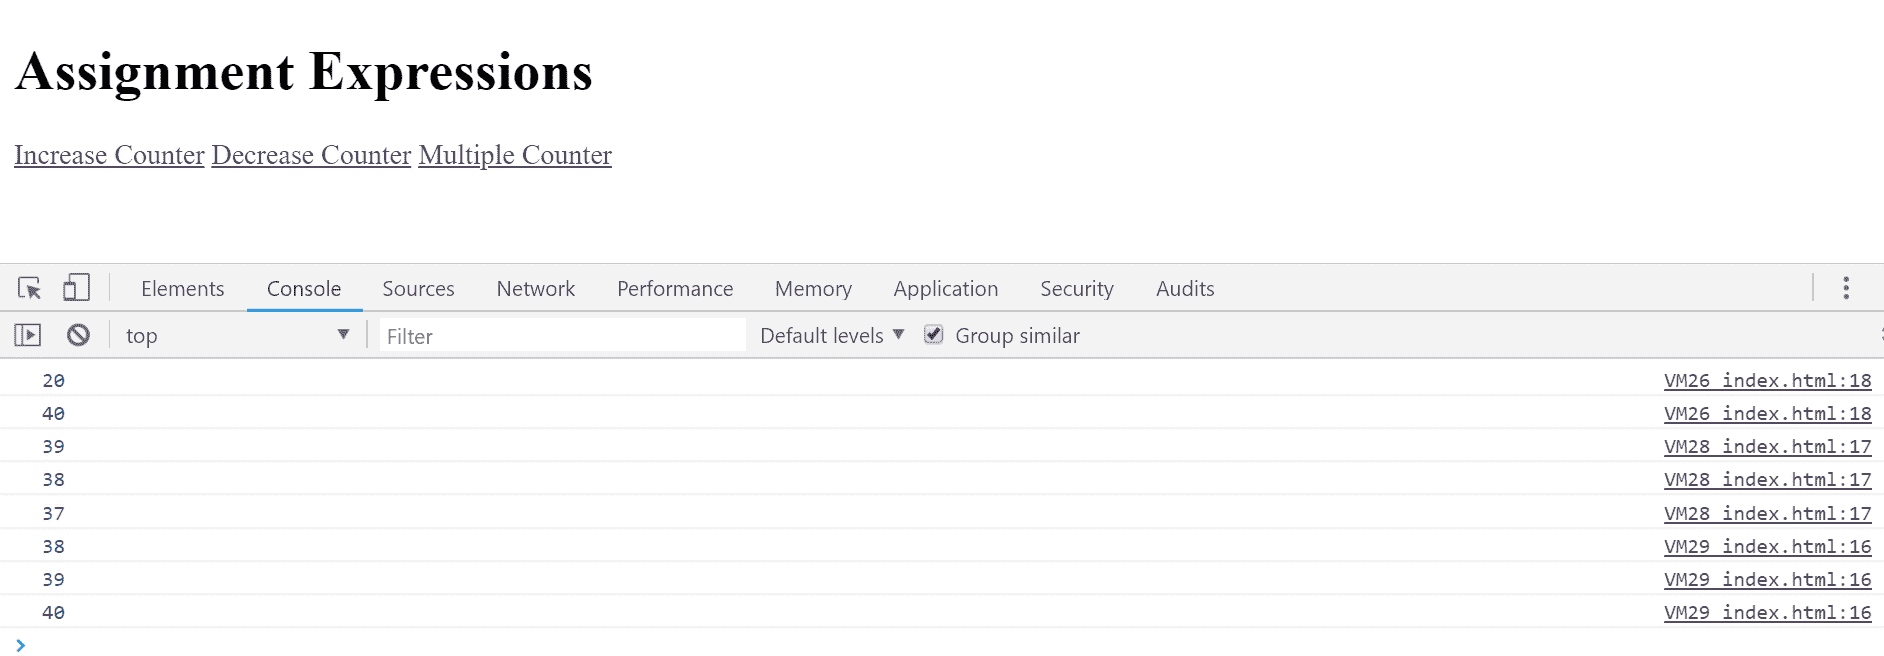 Assignment Expressions
Increase Counter Decrease Counter Multiple Counter
Elements Console Sources Network Performance Memory Application Security Audits
top Filter Default levels Group similar
20 VM26 index.html:18
40 VM26 index.html:18
39 VM28 index.html:17
38 VM28 index.html:17
37 VM28 index.html:17
38 VM29 index.html:16
39 VM29 index.html:16
40 VM29 index.html:16